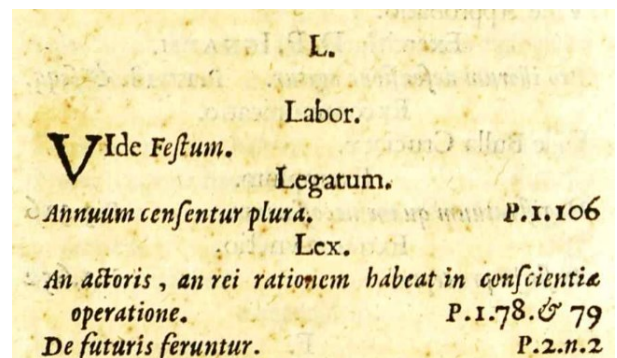 L.
Labor.
VIde Feſtum.
Legatum.
Annuum cenſentur plura. P.1.106
Lex.
An actoris, an rei rationem habeat in conſcientiæ
operatione. P.1.78.& 79
De futuris feruntur. P.2.n.2